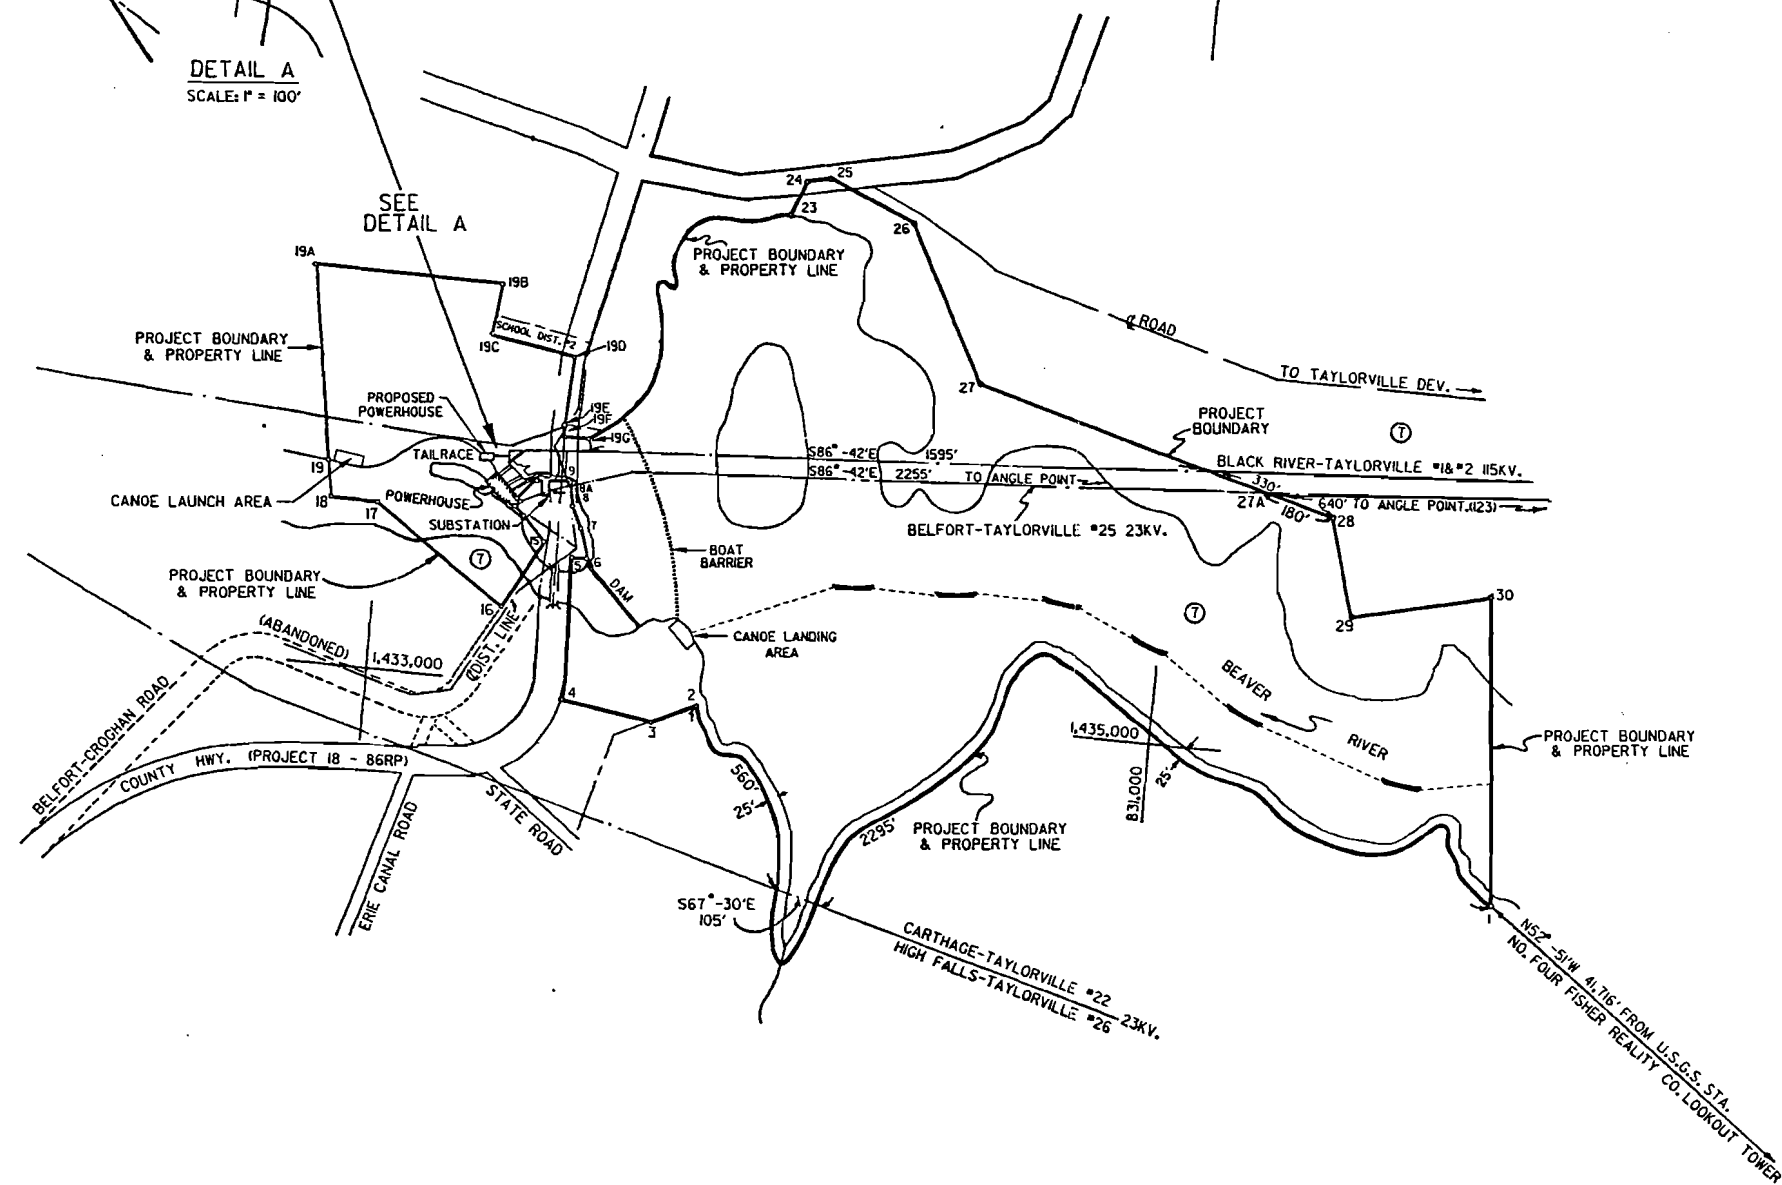 DETAIL A
SCALE: 1" = 100'
SEE
DETAIL A
24
25
23
26
PROJECT BOUNDARY
& PROPERTY LINE
19A
19B
SCHOOL DIST. #2
19C
19D
PROJECT BOUNDARY
& PROPERTY LINE
℄ ROAD
TO TAYLORVILLE DEV.
27
PROPOSED
POWERHOUSE
19E
19F
19G
PROJECT
BOUNDARY
7
TAILRACE
S86°-42'E 1595'
BLACK RIVER-TAYLORVILLE #1&#2 115KV.
19
9
S86°-42'E 2255' TO ANGLE POINT
330'
CANOE LAUNCH AREA
18
17
POWERHOUSE
8A
8
27A
180'
640' TO ANGLE POINT.(123)
28
SUBSTATION
7
BELFORT-TAYLORVILLE #25 23KV.
15
BOAT
BARRIER
7
5
6
PROJECT BOUNDARY
& PROPERTY LINE
DAM
16
7
30
29
(ABANDONED)
1,433,000
℄ DIST. LINE
CANOE LANDING
AREA
BEAVER
RIVER
BELFORT-CROGHAN ROAD
4
2
1
3
1,435,000
831,000
25'
PROJECT BOUNDARY
& PROPERTY LINE
COUNTY HWY. (PROJECT 18 - 86RP)
560'
25'
STATE ROAD
ERIE CANAL ROAD
2295'
PROJECT BOUNDARY
& PROPERTY LINE
S67°-30'E
105'
1
CARTHAGE-TAYLORVILLE #22
HIGH FALLS-TAYLORVILLE #26
23KV.
N52°-51'W 41,716' FROM U.S.G.S. STA.
NO. FOUR FISHER REALITY CO. LOOKOUT TOWER